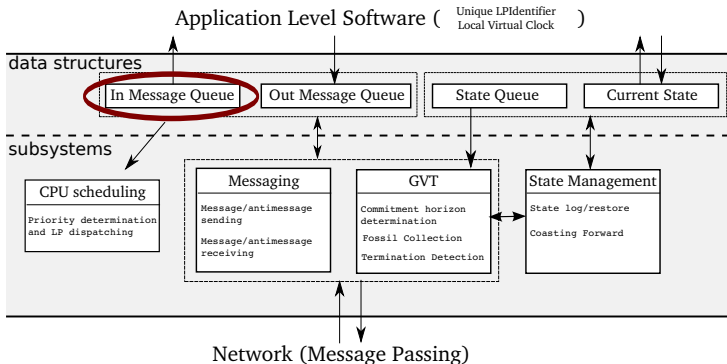 Application Level Software ( Unique LPIdentifier
Local Virtual Clock )
data structures
In Message Queue
Out Message Queue
State Queue
Current State
subsystems
CPU scheduling
Priority determination
and LP dispatching
Messaging
Message/antimessage
sending
Message/antimessage
receiving
GVT
Commitment horizon
determination
Fossil Collection
Termination Detection
State Management
State log/restore
Coasting Forward
Network (Message Passing)